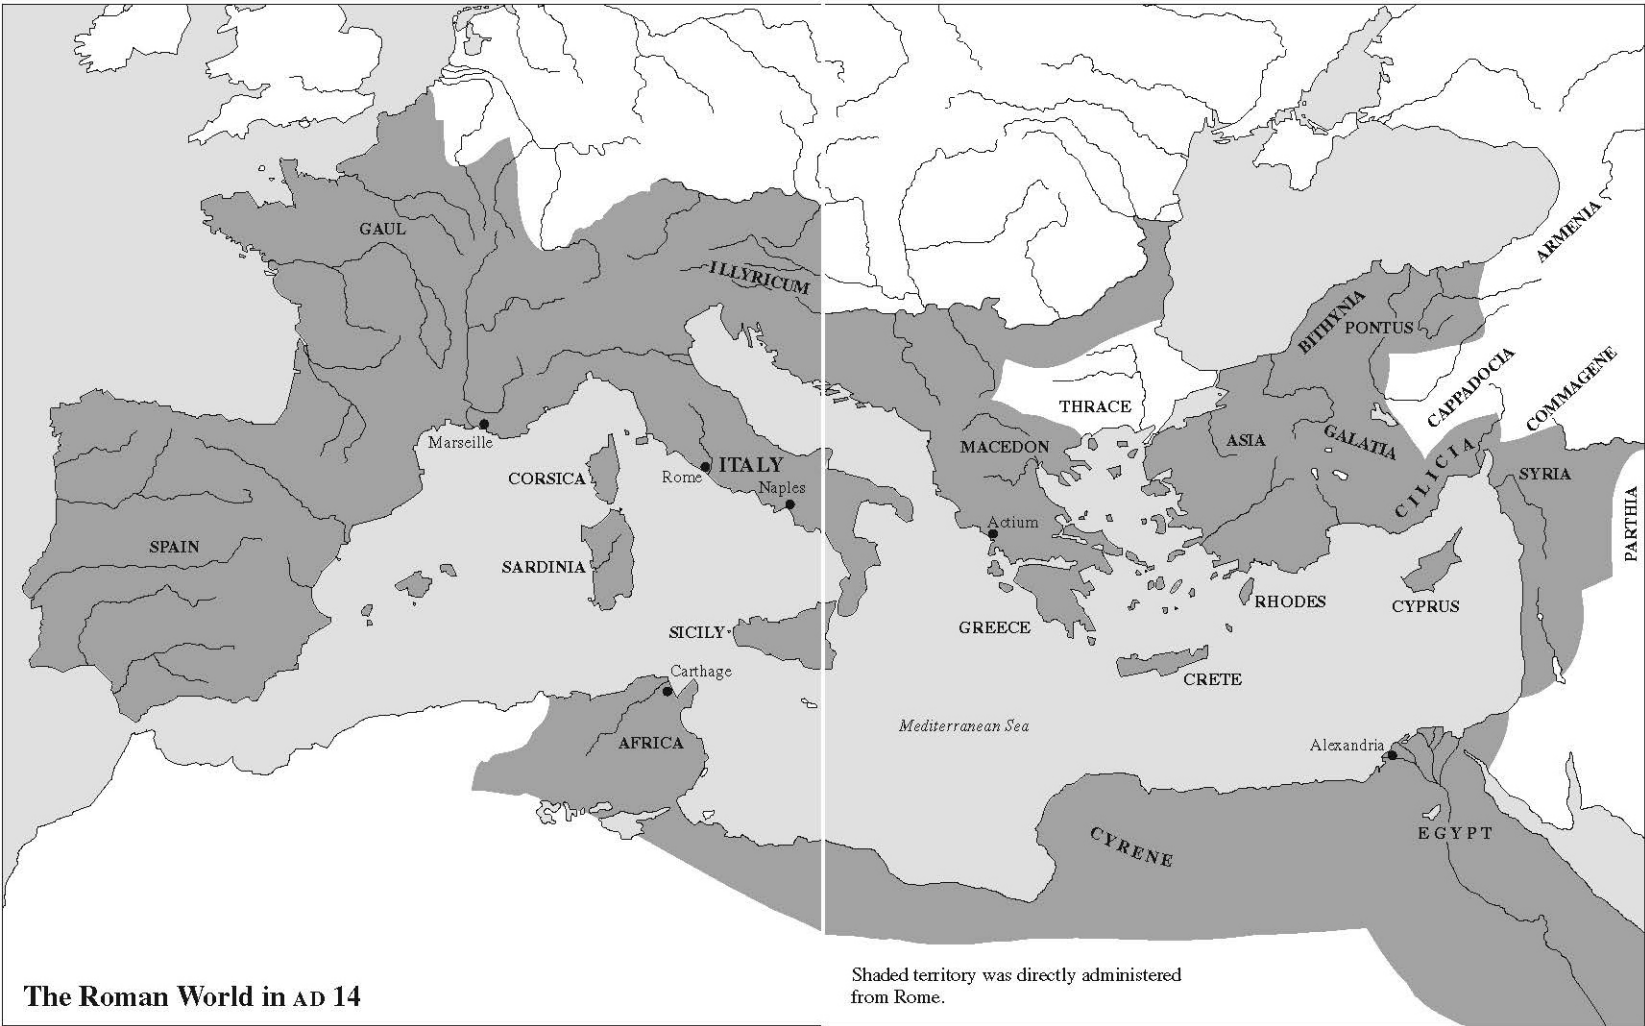 ARMENIA
GAUL
ILLYRICUM
BITHYNIA
PONTUS
CAPPADOCIA
COMMAGENE
THRACE
Marseille
MACEDON
ASIA
GALATIA
CILICIA
CORSICA
Rome
ITALY
Naples
SYRIA
PARTHIA
Actium
SPAIN
SARDINIA
RHODES
CYPRUS
SICILY
GREECE
Carthage
CRETE
Mediterranean Sea
AFRICA
Alexandria
CYRENE
EGYPT
Shaded territory was directly administered
from Rome.
The Roman World in AD 14